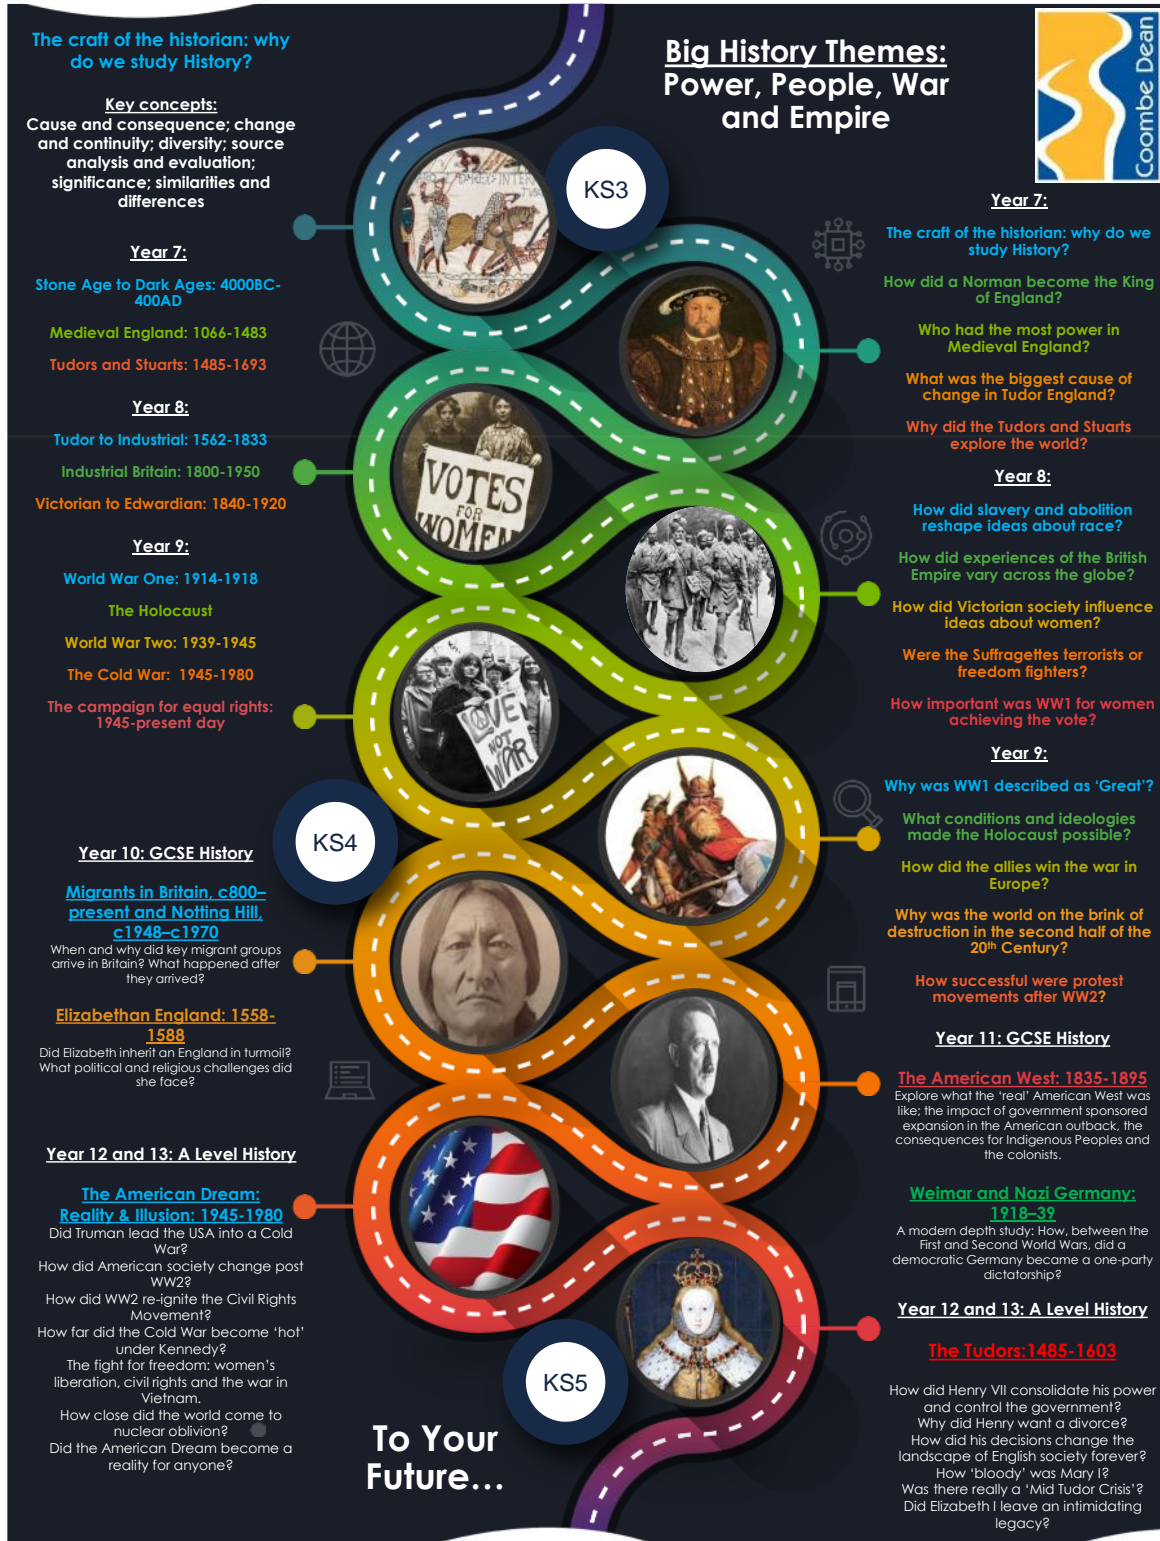 The craft of the historian: why
do we study History?
Key concepts:
Cause and consequence; change
and continuity; diversity; source
analysis and evaluation;
significance; similarities and
differences
Year 7:
Stone Age to Dark Ages: 4000BC-
400AD
Medieval England: 1066-1483
Tudors and Stuarts: 1485-1693
Year 8:
Tudor to Industrial: 1562-1833
Industrial Britain: 1800-1950
Victorian to Edwardian: 1840-1920
Year 9:
World War One: 1914-1918
The Holocaust
World War Two: 1939-1945
The Cold War: 1945-1980
The campaign for equal rights:
1945-present day
Year 10: GCSE History
Migrants in Britain, c800–
present and Notting Hill,
c1948–c1970
When and why did key migrant groups
arrive in Britain? What happened after
they arrived?
Elizabethan England: 1558-
1588
Did Elizabeth inherit an England in turmoil?
What political and religious challenges did
she face?
Year 12 and 13: A Level History
The American Dream:
Reality & Illusion: 1945-1980
Did Truman lead the USA into a Cold
War?
How did American society change post
WW2?
How did WW2 re-ignite the Civil Rights
Movement?
How far did the Cold War become ‘hot’
under Kennedy?
The fight for freedom: women’s
liberation, civil rights and the war in
Vietnam.
How close did the world come to
nuclear oblivion?
Did the American Dream become a
reality for anyone?
KS3
VOTES
FOR
WOMEN
LOVE
NOT
WAR
KS4
KS5
To Your
Future...
Big History Themes:
Power, People, War
and Empire
Coombe Dean
Year 7:
The craft of the historian: why do we
study History?
How did a Norman become the King
of England?
Who had the most power in
Medieval England?
What was the biggest cause of
change in Tudor England?
Why did the Tudors and Stuarts
explore the world?
Year 8:
How did slavery and abolition
reshape ideas about race?
How did experiences of the British
Empire vary across the globe?
How did Victorian society influence
ideas about women?
Were the Suffragettes terrorists or
freedom fighters?
How important was WW1 for women
achieving the vote?
Year 9:
Why was WW1 described as ‘Great’?
What conditions and ideologies
made the Holocaust possible?
How did the allies win the war in
Europe?
Why was the world on the brink of
destruction in the second half of the
20th Century?
How successful were protest
movements after WW2?
Year 11: GCSE History
The American West: 1835-1895
Explore what the ‘real’ American West was
like; the impact of government sponsored
expansion in the American outback, the
consequences for Indigenous Peoples and
the colonists.
Weimar and Nazi Germany:
1918–39
A modern depth study: How, between the
First and Second World Wars, did a
democratic Germany became a one-party
dictatorship?
Year 12 and 13: A Level History
The Tudors:1485-1603
How did Henry VII consolidate his power
and control the government?
Why did Henry want a divorce?
How did his decisions change the
landscape of English society forever?
How ‘bloody’ was Mary I?
Was there really a ‘Mid Tudor Crisis’?
Did Elizabeth I leave an intimidating
legacy?